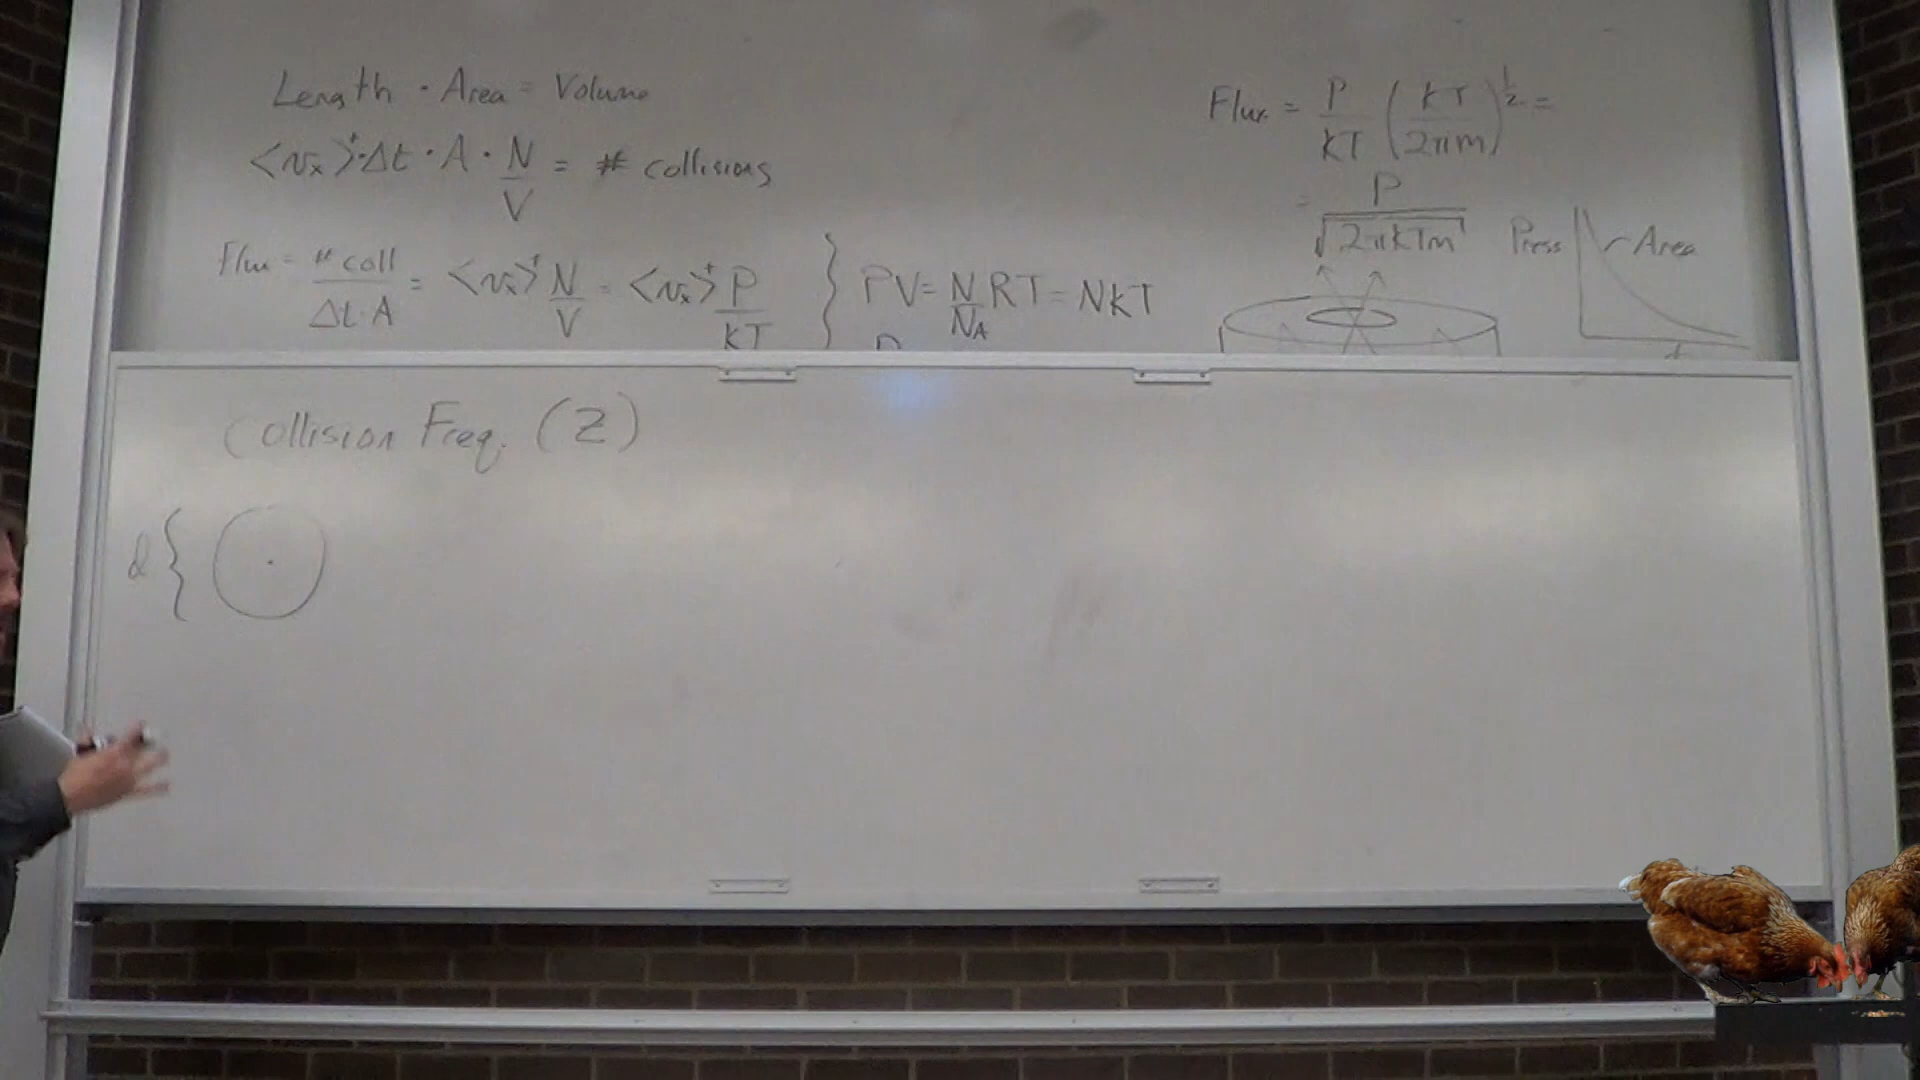 Length · Area = Volume
<vₓ>⁺·Δt · A · N/V = # collisions
Flux = # coll/Δt·A = <vₓ>⁺ N/V = <vₓ>⁺ P/kT } PV = N/N_A RT = NkT
Flux = P/kT (kT/2πm)^½ =
= P/√2πkTm
Press
Area
t
Collision Freq. (Z)
d {